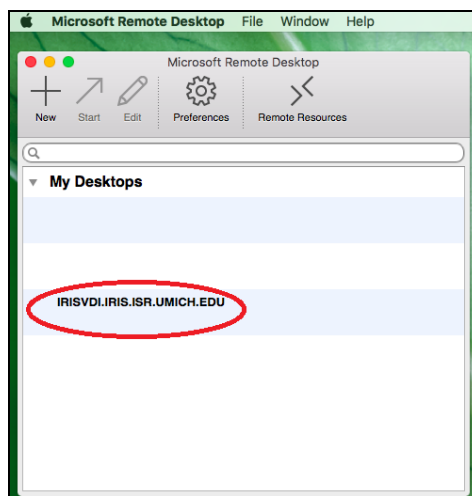 Microsoft Remote Desktop File Window Help
Microsoft Remote Desktop
New Start Edit Preferences Remote Resources
My Desktops
IRISVDI.IRIS.ISR.UMICH.EDU